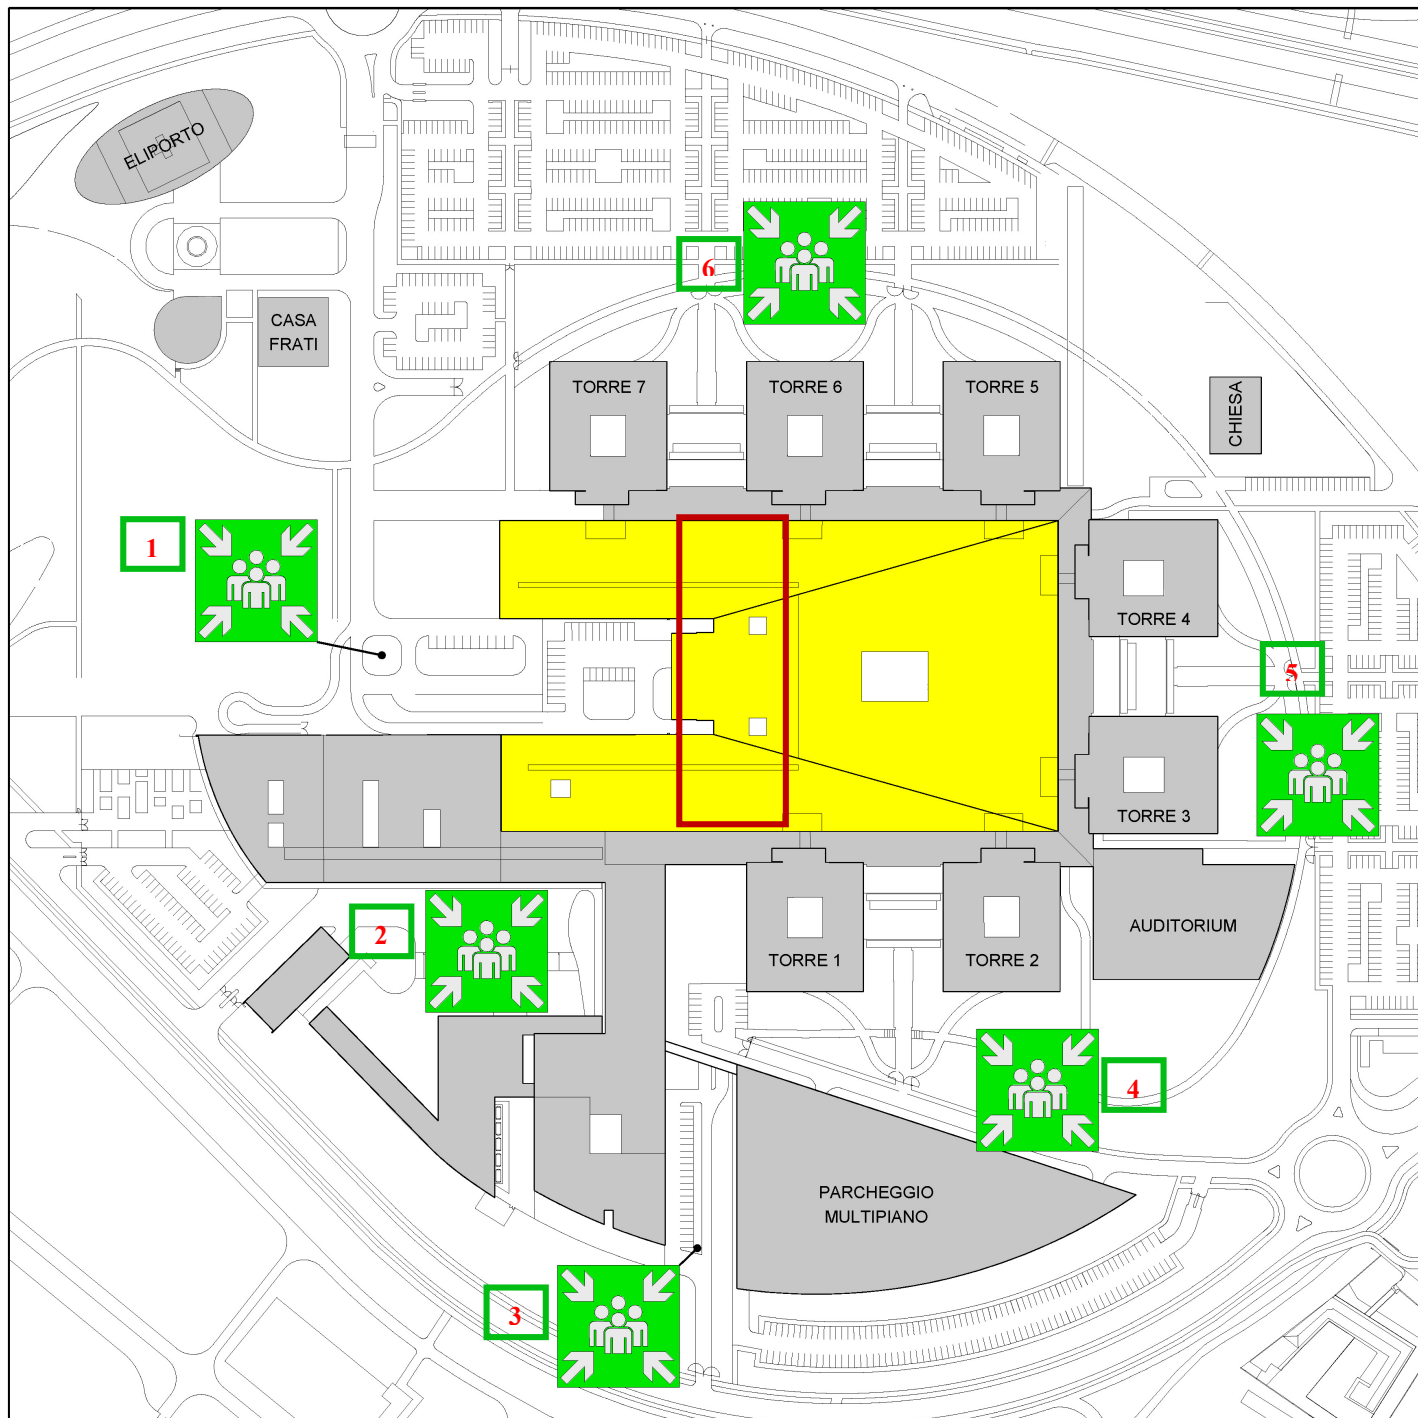 ELIPORTO
6
CASA
FRATI
TORRE 7
TORRE 6
TORRE 5
CHIESA
1
TORRE 4
5
TORRE 3
2
TORRE 1
TORRE 2
AUDITORIUM
4
PARCHEGGIO
MULTIPIANO
3